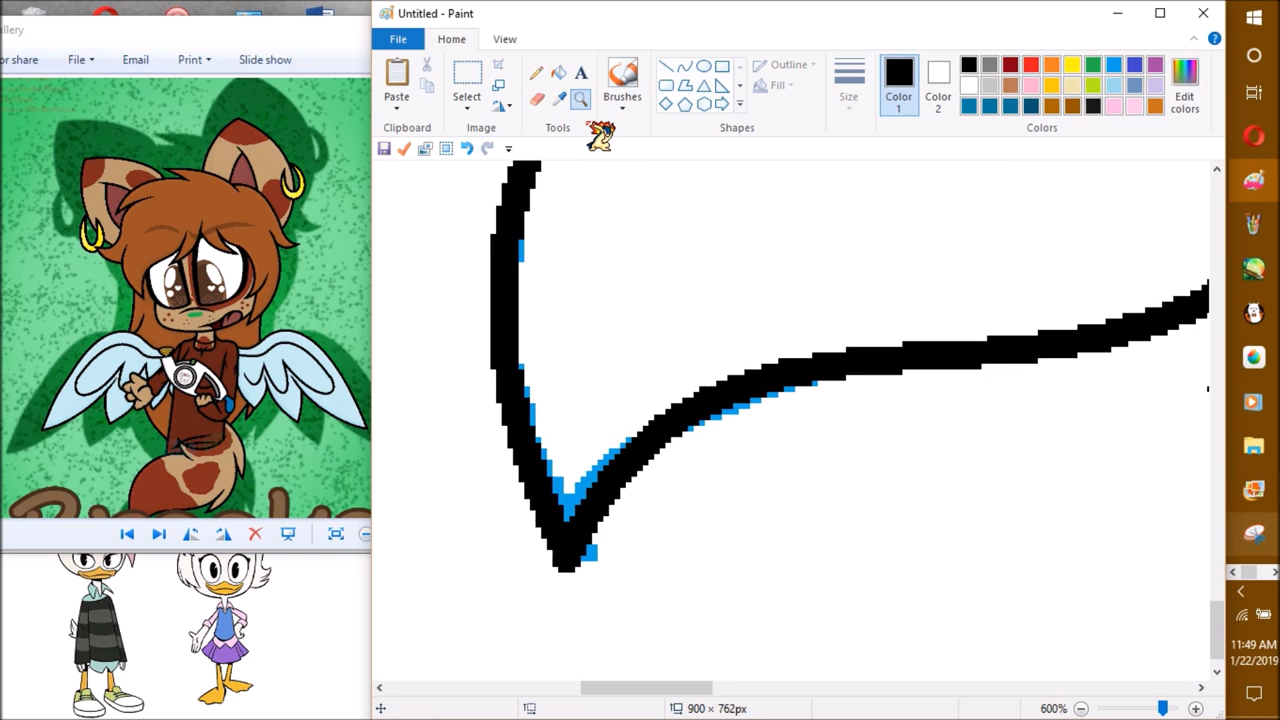 Untitled - Paint
llery
File Home View
or share File Email Print Slide show
Paste
Select
A
Brushes
Outline
Fill
Size
Color
1
Color
2
Edit
colors
Clipboard Image Tools Shapes Colors
900 × 762px 600%
11:49 AM
1/22/2019